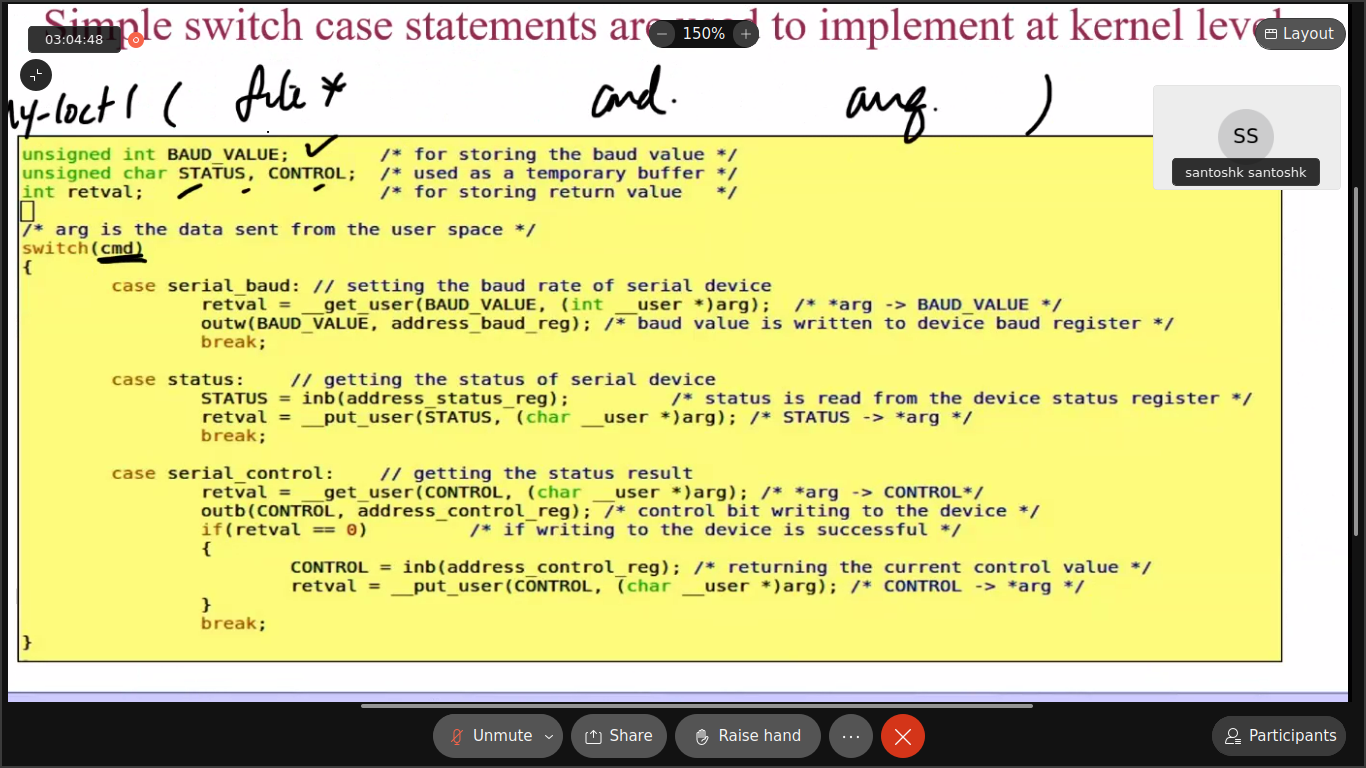 Simple switch case statements are used to implement at kernel level
03:04:48
150%
Layout
my-ioctl ( file * cmd. arg. )
SS
santoshk santoshk
unsigned int BAUD_VALUE; /* for storing the baud value */
unsigned char STATUS, CONTROL; /* used as a temporary buffer */
int retval; /* for storing return value */
/* arg is the data sent from the user space */
switch(cmd)
{
case serial_baud: // setting the baud rate of serial device
retval = __get_user(BAUD_VALUE, (int __user *)arg); /* *arg -> BAUD_VALUE */
outw(BAUD_VALUE, address_baud_reg); /* baud value is written to device baud register */
break;
case status: // getting the status of serial device
STATUS = inb(address_status_reg); /* status is read from the device status register */
retval = __put_user(STATUS, (char __user *)arg); /* STATUS -> *arg */
break;
case serial_control: // getting the status result
retval = __get_user(CONTROL, (char __user *)arg); /* *arg -> CONTROL*/
outb(CONTROL, address_control_reg); /* control bit writing to the device */
if(retval == 0) /* if writing to the device is successful */
{
CONTROL = inb(address_control_reg); /* returning the current control value */
retval = __put_user(CONTROL, (char __user *)arg); /* CONTROL -> *arg */
}
break;
}
Unmute
Share
Raise hand
Participants